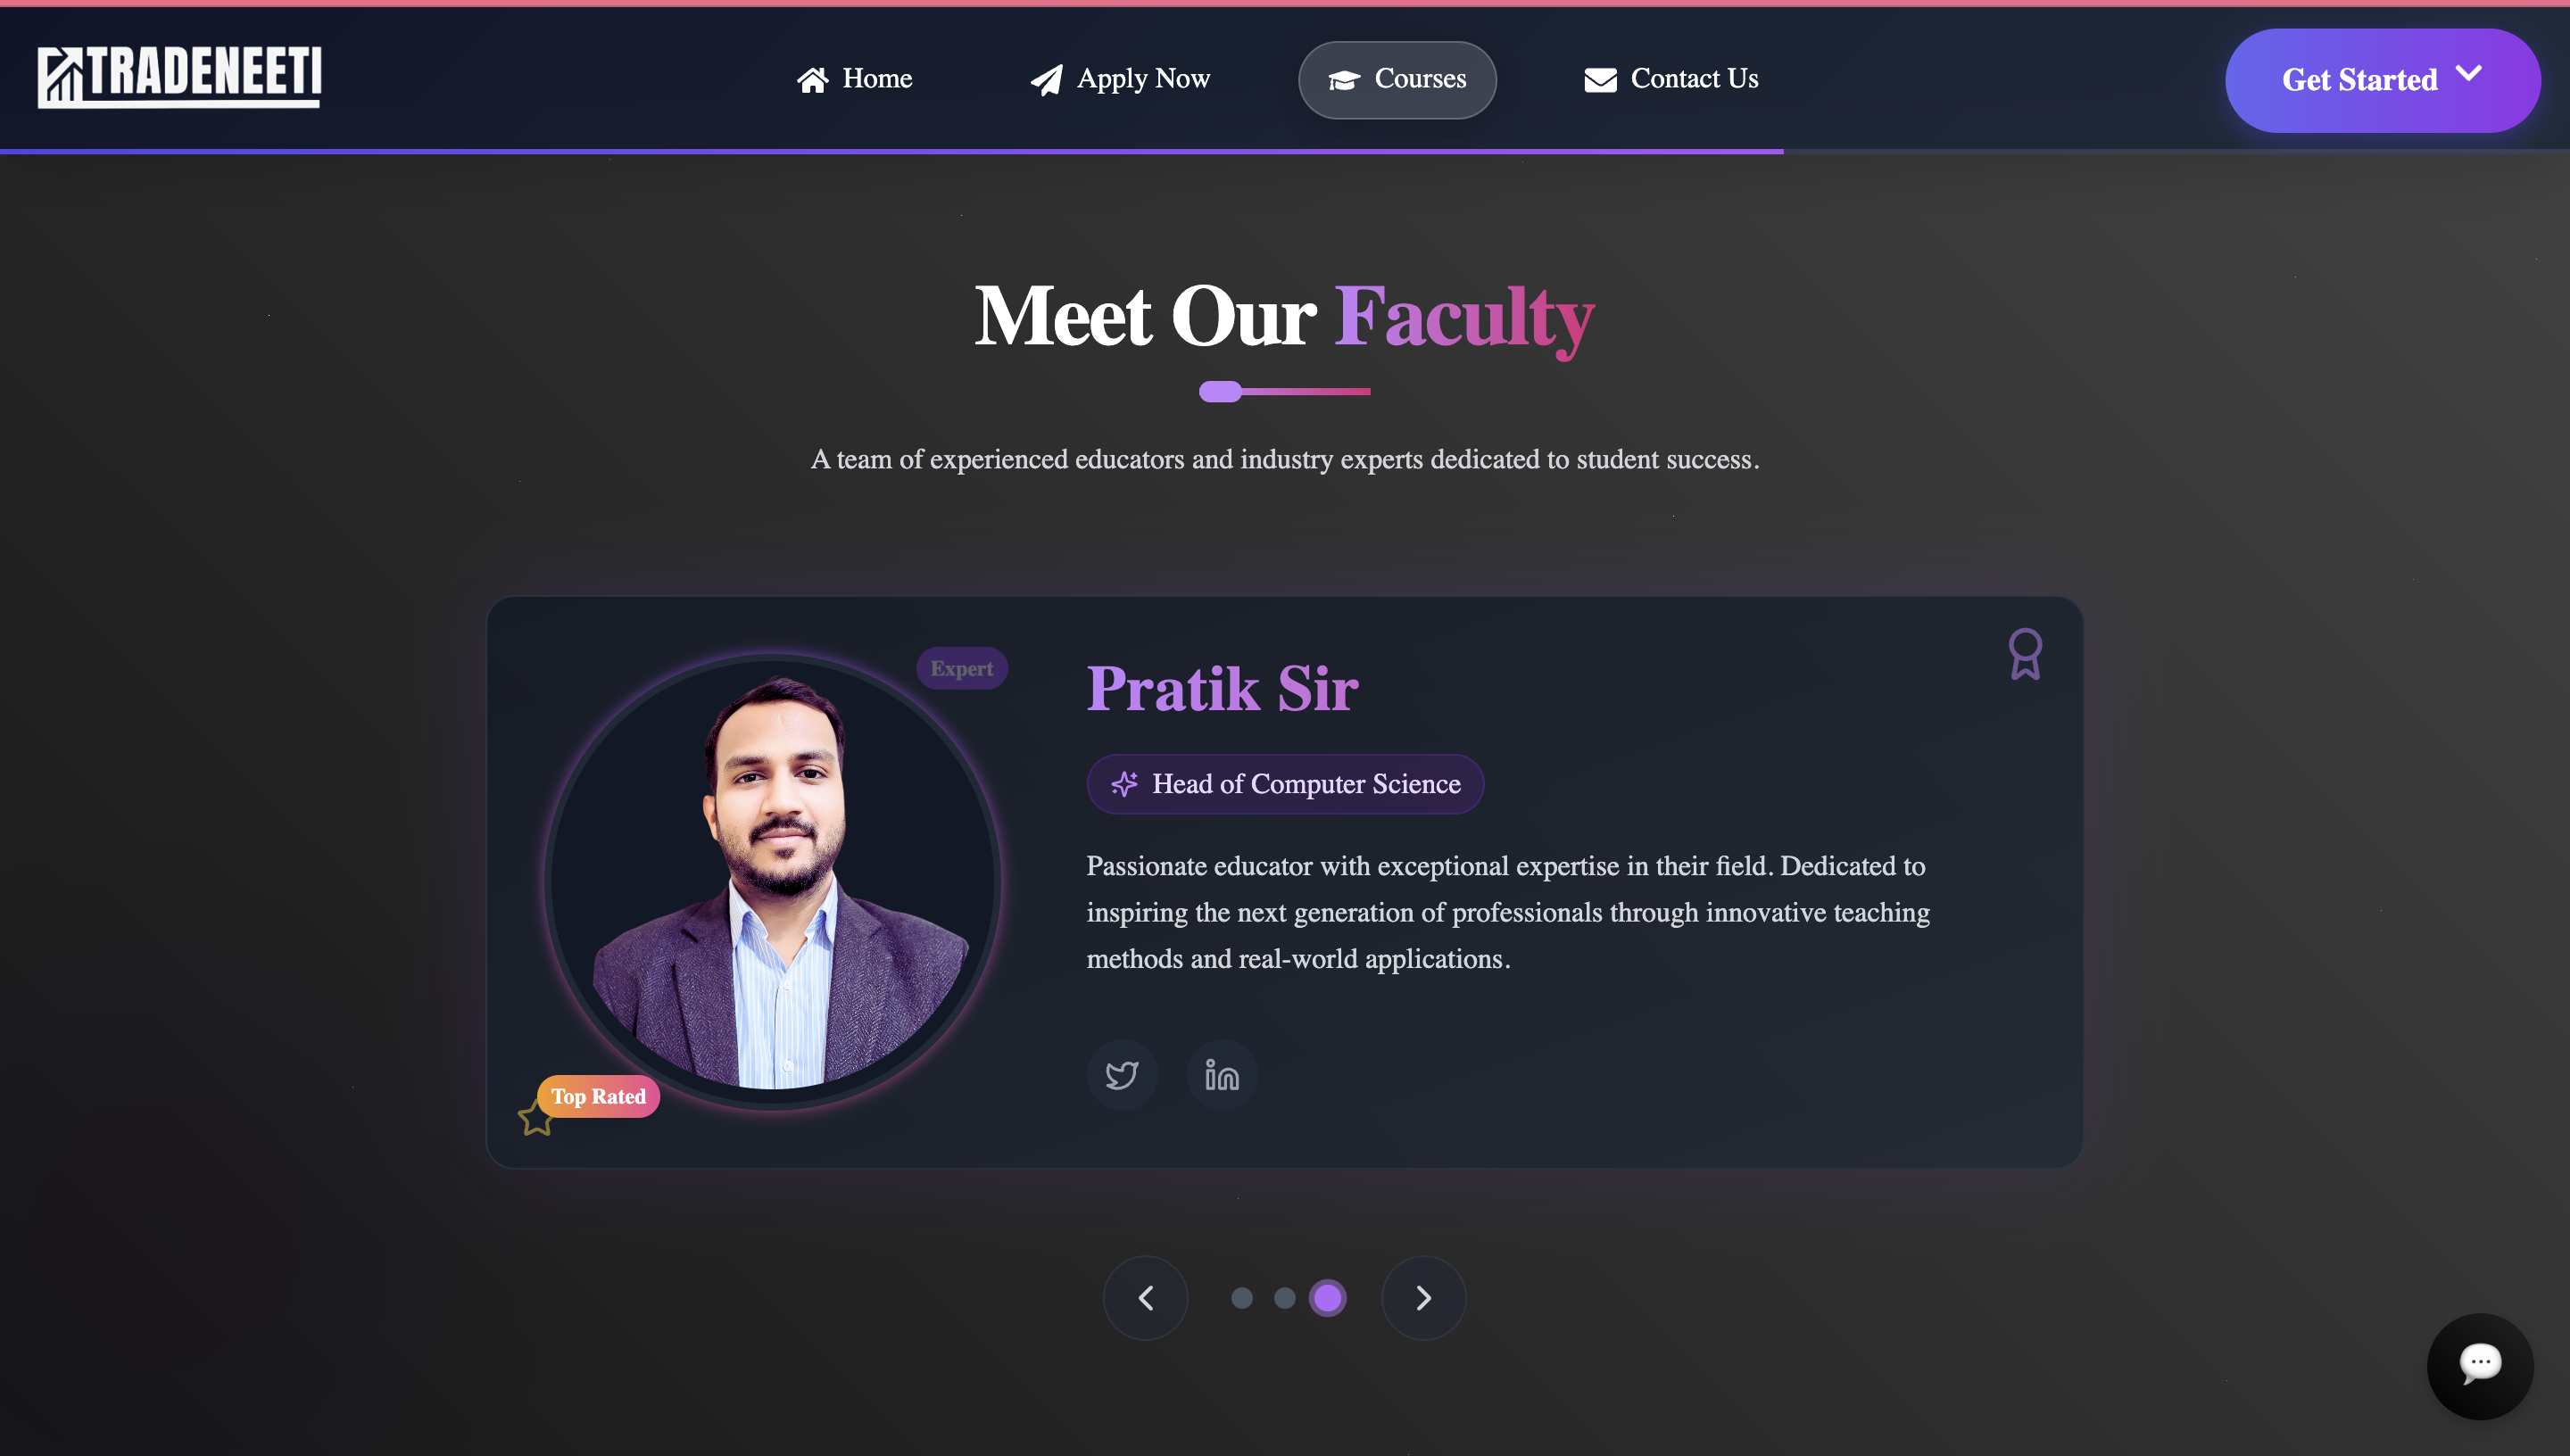 TRADENEETI
Home
Apply Now
Courses
Contact Us
Get Started
Meet Our Faculty
A team of experienced educators and industry experts dedicated to student success.
Expert
Pratik Sir
Head of Computer Science
Passionate educator with exceptional expertise in their field. Dedicated to
inspiring the next generation of professionals through innovative teaching
methods and real-world applications.
Top Rated